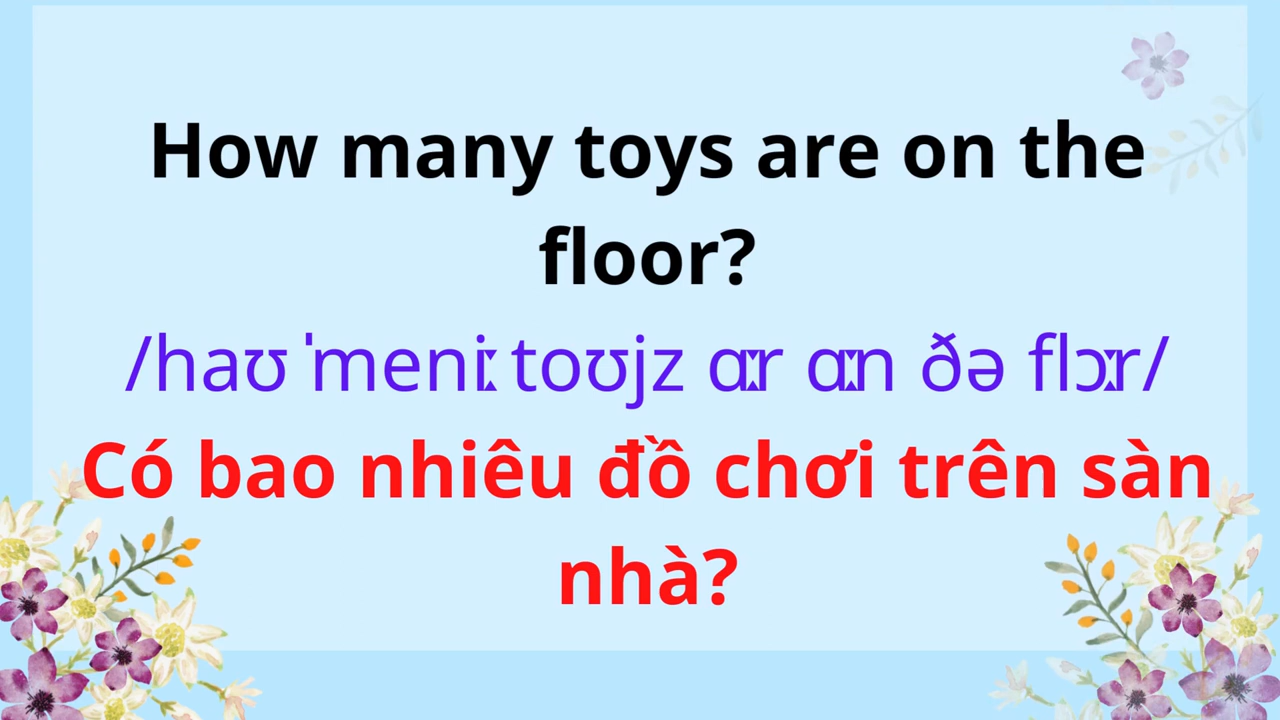 How many toys are on the
floor?
/haʊ ˈmeniː toʊjz ɑːr ɑːn ðə flɔːr/
Có bao nhiêu đồ chơi trên sàn
nhà?